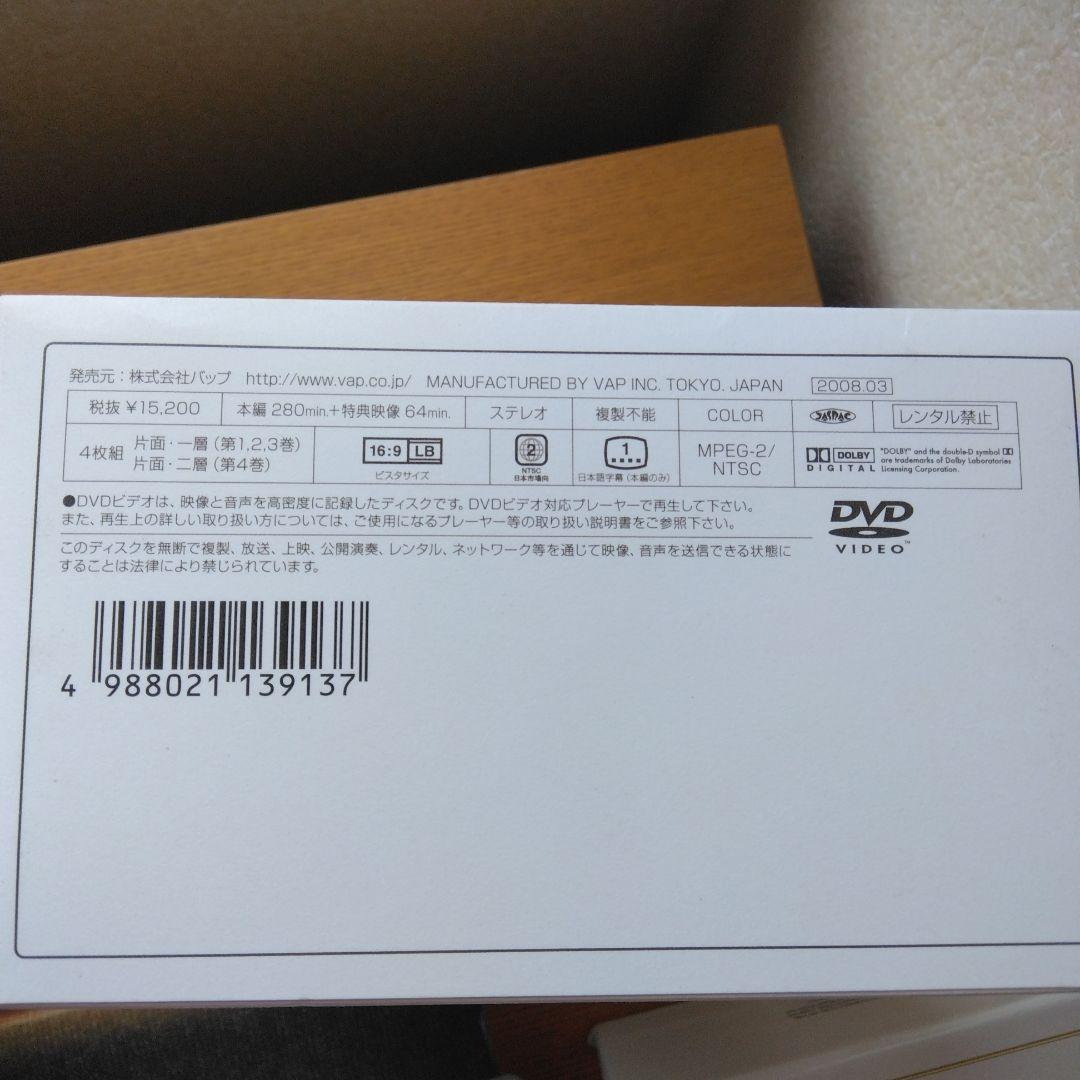 発売元：株式会社バップ http://www.vap.co.jp/ MANUFACTURED BY VAP INC. TOKYO. JAPAN 2008.03
税抜 ¥15,200 本編 280min.+特典映像 64min. ステレオ 複製不能 COLOR JASRAC レンタル禁止
4枚組 片面・一層（第1,2,3巻）
片面・二層（第4巻）
16:9 LB
ビスタサイズ
2
NTSC
日本市場向
1
日本語字幕（本編のみ）
MPEG-2/
NTSC
DOLBY
DIGITAL
"DOLBY" and the double-D symbol
are trademarks of Dolby Laboratories
Licensing Corporation.
●DVDビデオは、映像と音声を高密度に記録したディスクです。DVDビデオ対応プレーヤーで再生して下さい。
また、再生上の詳しい取り扱い方については、ご使用になるプレーヤー等の取り扱い説明書をご参照下さい。
このディスクを無断で複製、放送、上映、公開演奏、レンタル、ネットワーク等を通じて映像、音声を送信できる状態に
することは法律により禁じられています。
DVD
VIDEO™
4 988021 139137